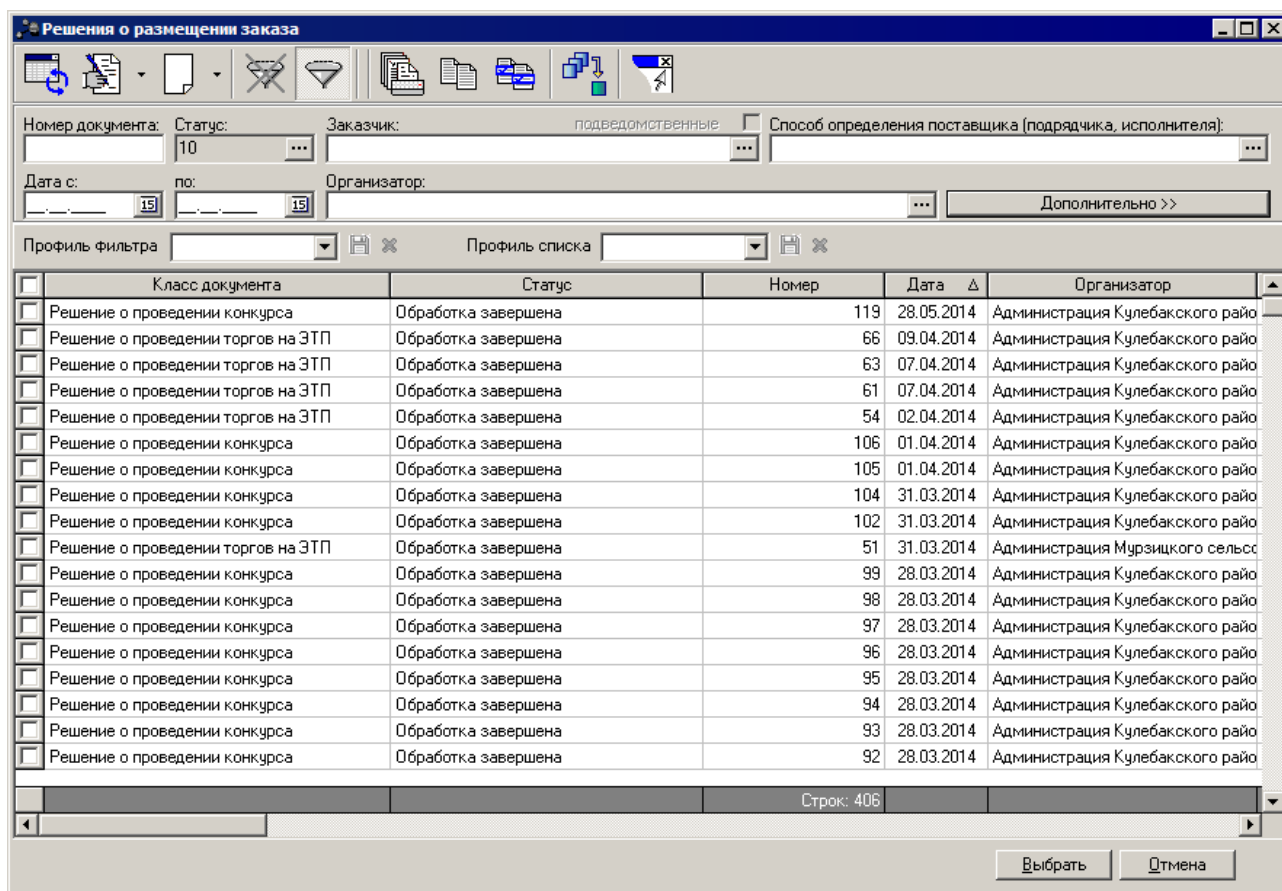 Решения о размещении заказа
Номер документа: Статус: Заказчик: подведомственные Способ определения поставщика (подрядчика, исполнителя):
10 ... ... ...
Дата с: по: Организатор:
__.__.____ 15 __.__.____ 15 ... Дополнительно >>
Профиль фильтра Профиль списка
Класс документа Статус Номер Дата Организатор
Решение о проведении конкурса Обработка завершена 119 28.05.2014 Администрация Кулебакского райо
Решение о проведении торгов на ЭТП Обработка завершена 66 09.04.2014 Администрация Кулебакского райо
Решение о проведении торгов на ЭТП Обработка завершена 63 07.04.2014 Администрация Кулебакского райо
Решение о проведении торгов на ЭТП Обработка завершена 61 07.04.2014 Администрация Кулебакского райо
Решение о проведении торгов на ЭТП Обработка завершена 54 02.04.2014 Администрация Кулебакского райо
Решение о проведении конкурса Обработка завершена 106 01.04.2014 Администрация Кулебакского райо
Решение о проведении конкурса Обработка завершена 105 01.04.2014 Администрация Кулебакского райо
Решение о проведении конкурса Обработка завершена 104 31.03.2014 Администрация Кулебакского райо
Решение о проведении конкурса Обработка завершена 102 31.03.2014 Администрация Кулебакского райо
Решение о проведении торгов на ЭТП Обработка завершена 51 31.03.2014 Администрация Мурзицкого сельсо
Решение о проведении конкурса Обработка завершена 99 28.03.2014 Администрация Кулебакского райо
Решение о проведении конкурса Обработка завершена 98 28.03.2014 Администрация Кулебакского райо
Решение о проведении конкурса Обработка завершена 97 28.03.2014 Администрация Кулебакского райо
Решение о проведении конкурса Обработка завершена 96 28.03.2014 Администрация Кулебакского райо
Решение о проведении конкурса Обработка завершена 95 28.03.2014 Администрация Кулебакского райо
Решение о проведении конкурса Обработка завершена 94 28.03.2014 Администрация Кулебакского райо
Решение о проведении конкурса Обработка завершена 93 28.03.2014 Администрация Кулебакского райо
Решение о проведении конкурса Обработка завершена 92 28.03.2014 Администрация Кулебакского райо
Строк: 406
Выбрать Отмена